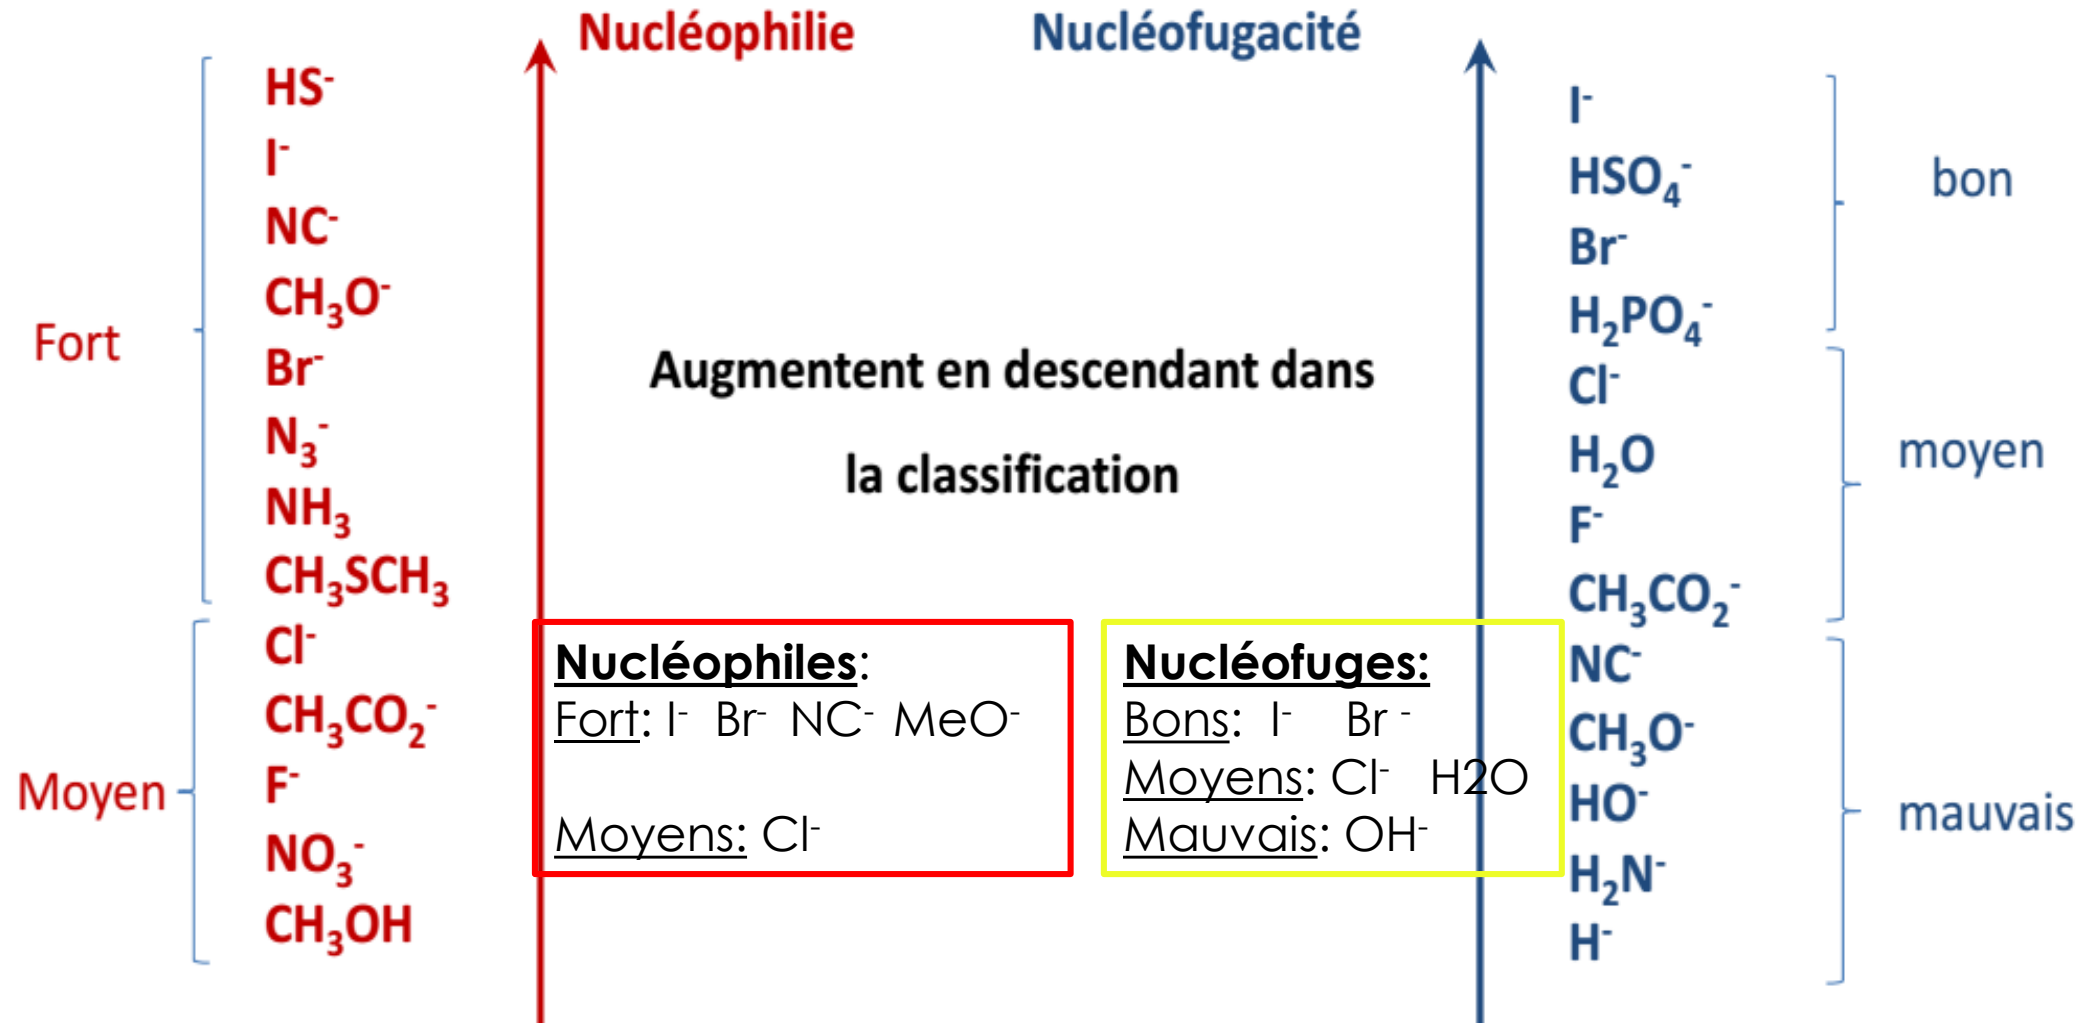 Nucléophilie
Nucléofugacité
Fort
HS⁻
I⁻
NC⁻
CH₃O⁻
Br⁻
N₃⁻
NH₃
CH₃SCH₃
Moyen
Cl⁻
CH₃CO₂⁻
F⁻
NO₃⁻
CH₃OH
Augmentent en descendant dans
la classification
Nucléophiles:
Fort: I⁻ Br⁻ NC⁻ MeO⁻
Moyens: Cl⁻
Nucléofuges:
Bons: I⁻ Br ⁻
Moyens: Cl⁻ H2O
Mauvais: OH⁻
I⁻
HSO₄⁻
Br⁻
H₂PO₄⁻
bon
Cl⁻
H₂O
F⁻
CH₃CO₂⁻
moyen
NC⁻
CH₃O⁻
HO⁻
H₂N⁻
H⁻
mauvais